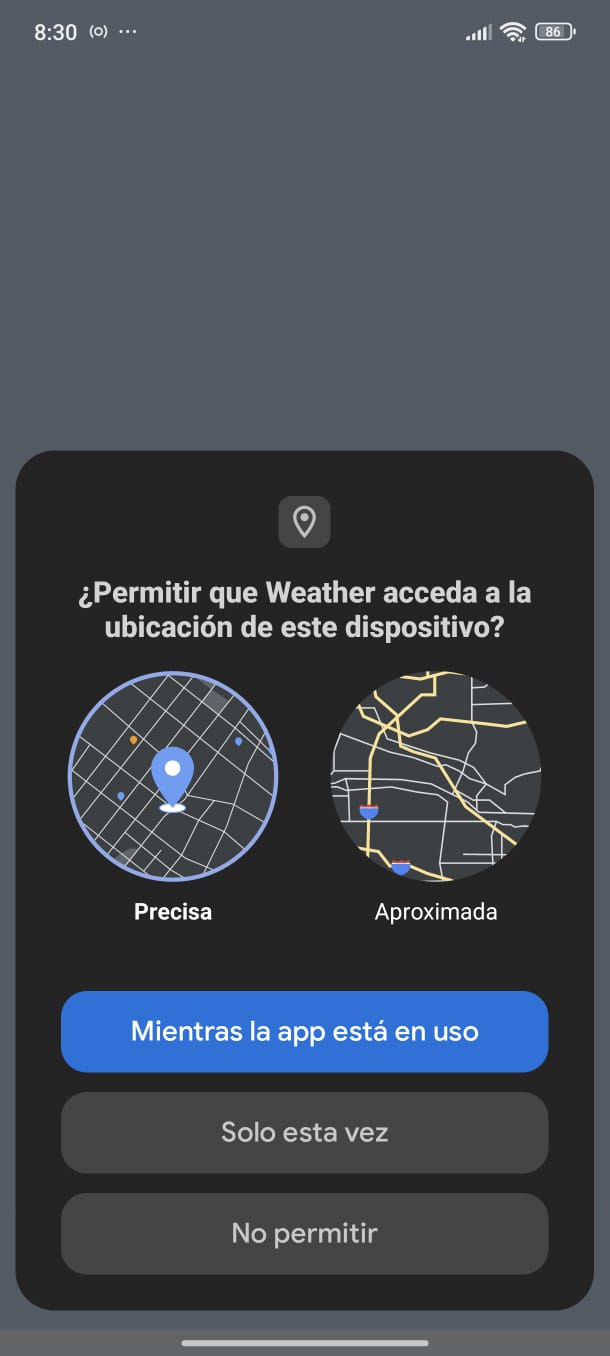 8:30
86
¿Permitir que Weather acceda a la
ubicación de este dispositivo?
Precisa
Aproximada
Mientras la app está en uso
Solo esta vez
No permitir